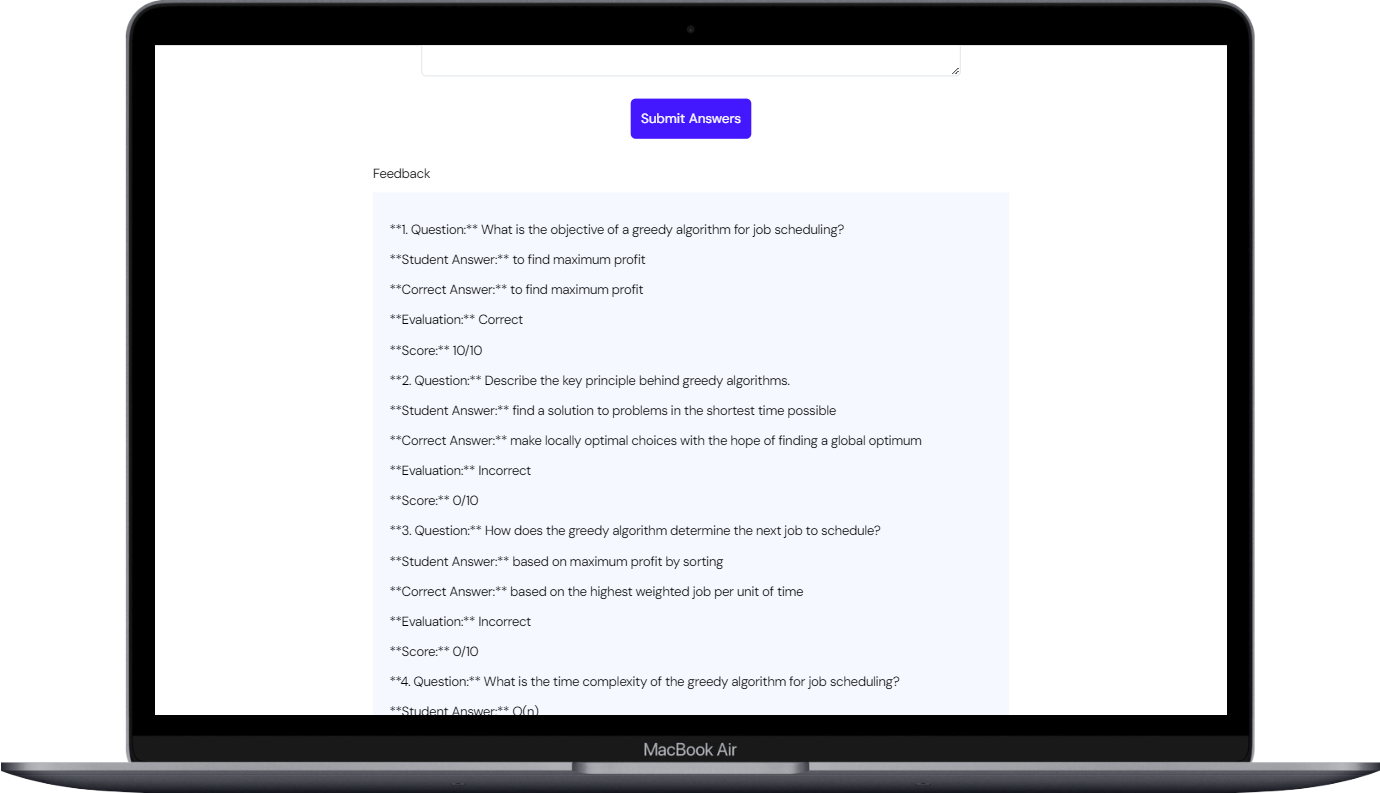 Submit Answers
Feedback
**1. Question:** What is the objective of a greedy algorithm for job scheduling?
**Student Answer:** to find maximum profit
**Correct Answer:** to find maximum profit
**Evaluation:** Correct
**Score:** 10/10
**2. Question:** Describe the key principle behind greedy algorithms.
**Student Answer:** find a solution to problems in the shortest time possible
**Correct Answer:** make locally optimal choices with the hope of finding a global optimum
**Evaluation:** Incorrect
**Score:** 0/10
**3. Question:** How does the greedy algorithm determine the next job to schedule?
**Student Answer:** based on maximum profit by sorting
**Correct Answer:** based on the highest weighted job per unit of time
**Evaluation:** Incorrect
**Score:** 0/10
**4. Question:** What is the time complexity of the greedy algorithm for job scheduling?
**Student Answer:** O(n)
MacBook Air